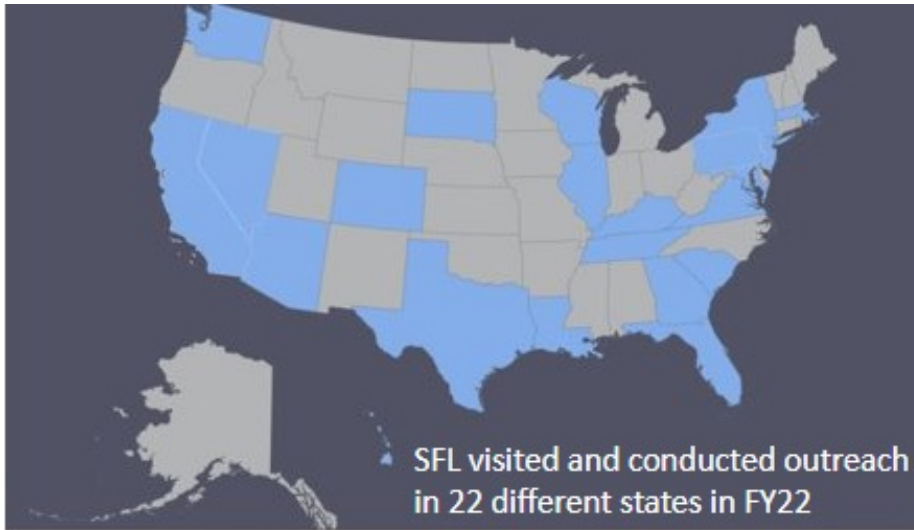 SFL visited and conducted outreach
in 22 different states in FY22